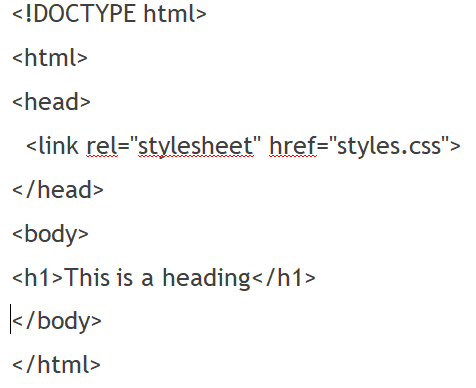 <!DOCTYPE html>
<html>
<head>
<link rel="stylesheet" href="styles.css">
</head>
<body>
<h1>This is a heading</h1>
</body>
</html>